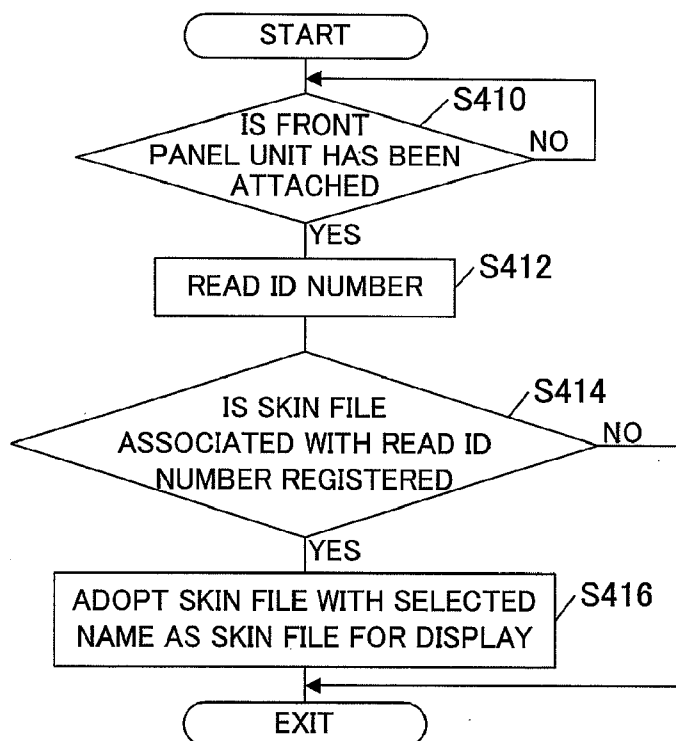 START
S410
IS FRONT
PANEL UNIT HAS BEEN
ATTACHED
NO
YES
READ ID NUMBER
S412
S414
IS SKIN FILE
ASSOCIATED WITH READ ID
NUMBER REGISTERED
NO
YES
ADOPT SKIN FILE WITH SELECTED
NAME AS SKIN FILE FOR DISPLAY
S416
EXIT